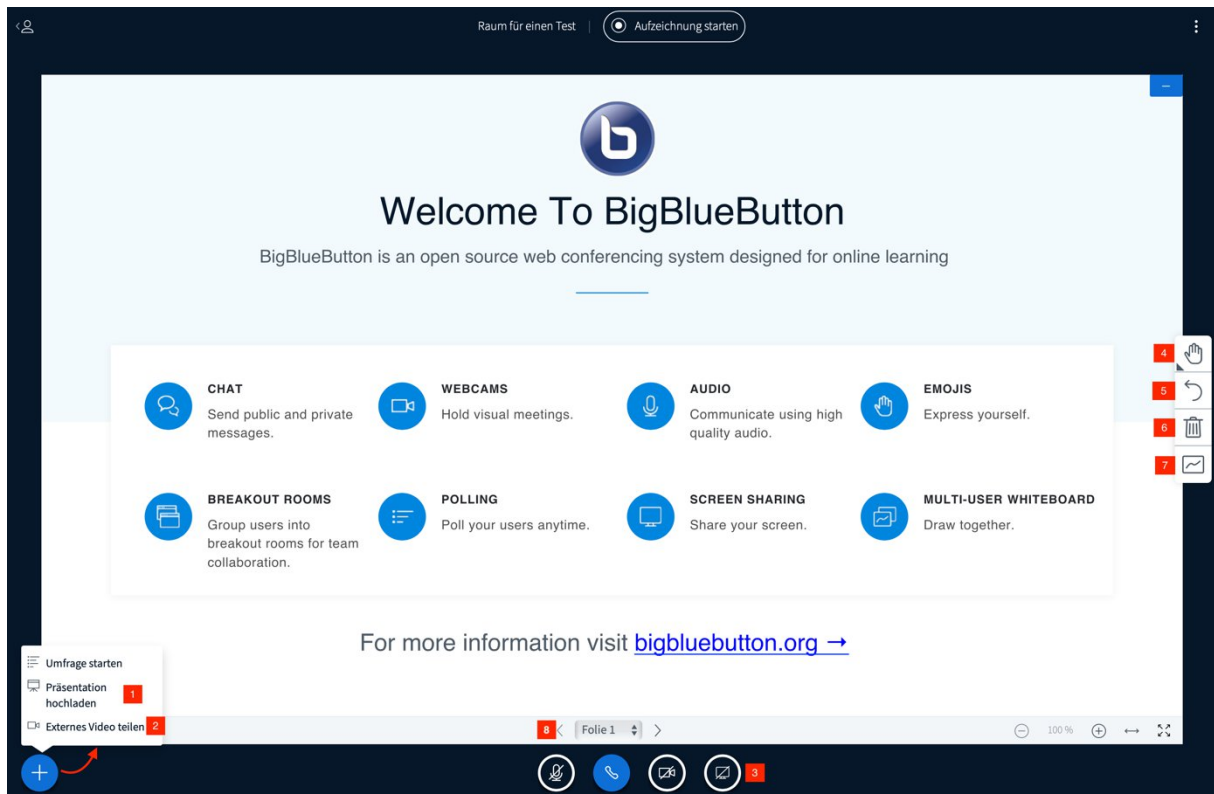 Raum für einen Test | Aufzeichnung starten
Welcome To BigBlueButton
BigBlueButton is an open source web conferencing system designed for online learning
CHAT
Send public and private
messages.
WEBCAMS
Hold visual meetings.
AUDIO
Communicate using high
quality audio.
EMOJIS
Express yourself.
BREAKOUT ROOMS
Group users into
breakout rooms for team
collaboration.
POLLING
Poll your users anytime.
SCREEN SHARING
Share your screen.
MULTI-USER WHITEBOARD
Draw together.
4
5
6
7
For more information visit bigbluebutton.org →
Umfrage starten
Präsentation
hochladen
1
Externes Video teilen 2
8
Folie 1
100 %
3